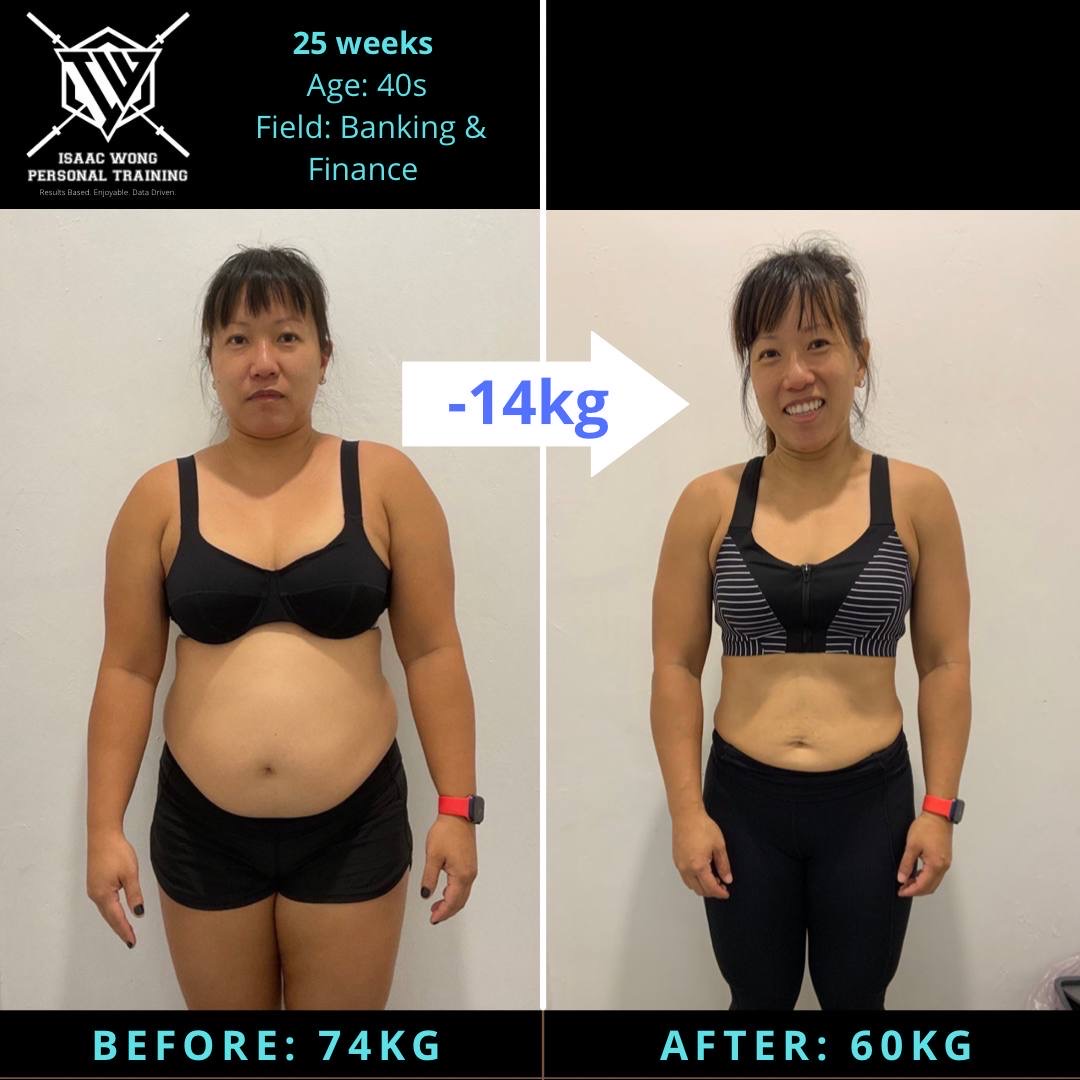 ISAAC WONG
PERSONAL TRAINING
Results Based. Enjoyable. Data Driven.
25 weeks
Age: 40s
Field: Banking &
Finance
-14kg
BEFORE: 74KG
AFTER: 60KG